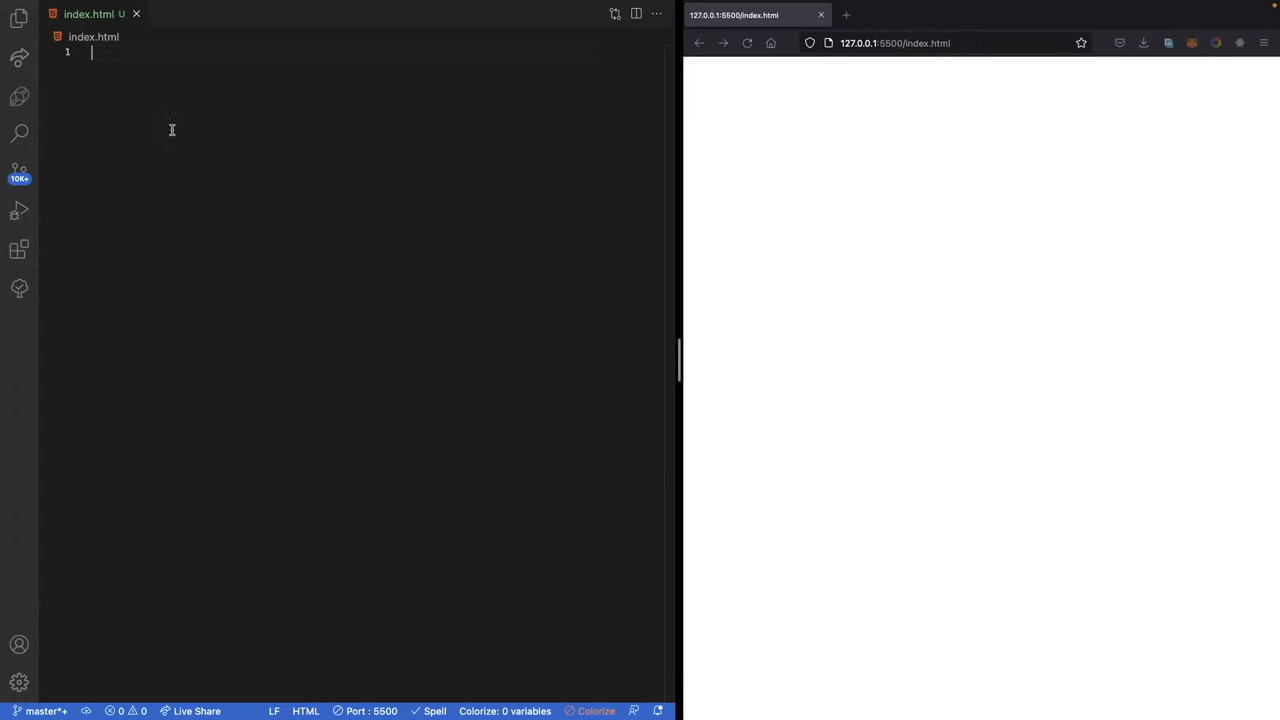 index.html U
index.html
1
10K+
master*+
0 0
Live Share
LF
HTML
Port : 5500
Spell
Colorize: 0 variables
Colorize
127.0.0.1:5500/index.html
127.0.0.1:5500/index.html